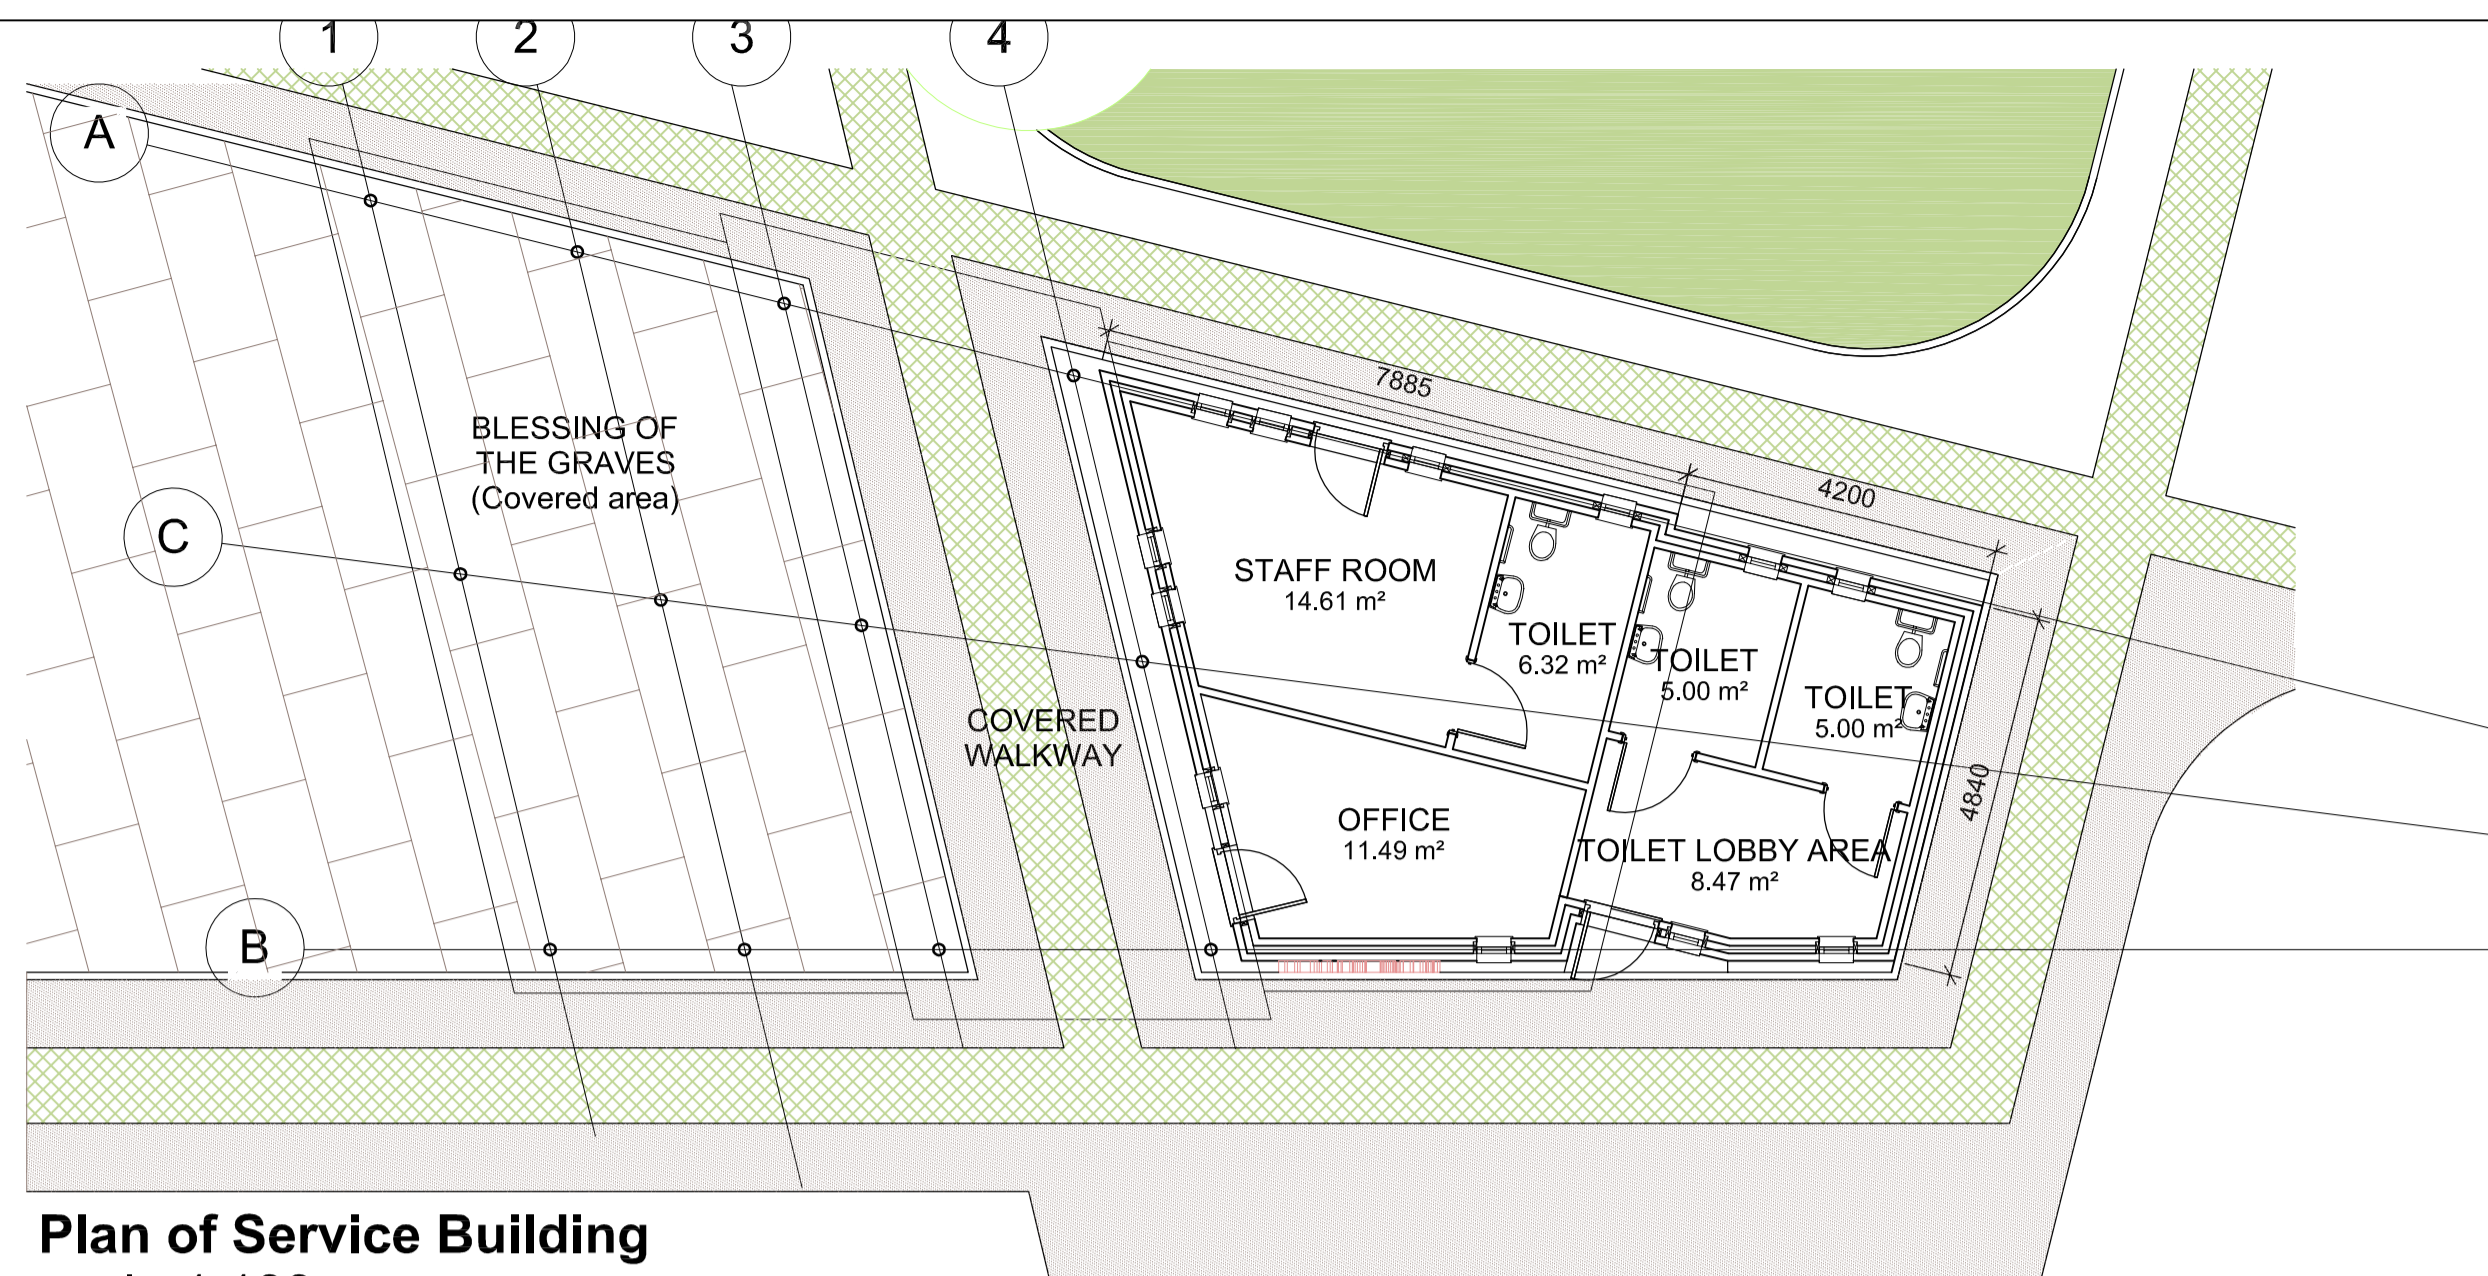 1
2
3
4
A
7885
4200
BLESSING OF
THE GRAVES
(Covered area)
C
STAFF ROOM
14.61 m²
TOILET
6.32 m²
TOILET
5.00 m²
TOILET
5.00 m²
COVERED
WALKWAY
4840
OFFICE
11.49 m²
TOILET LOBBY AREA
8.47 m²
B
Plan of Service Building